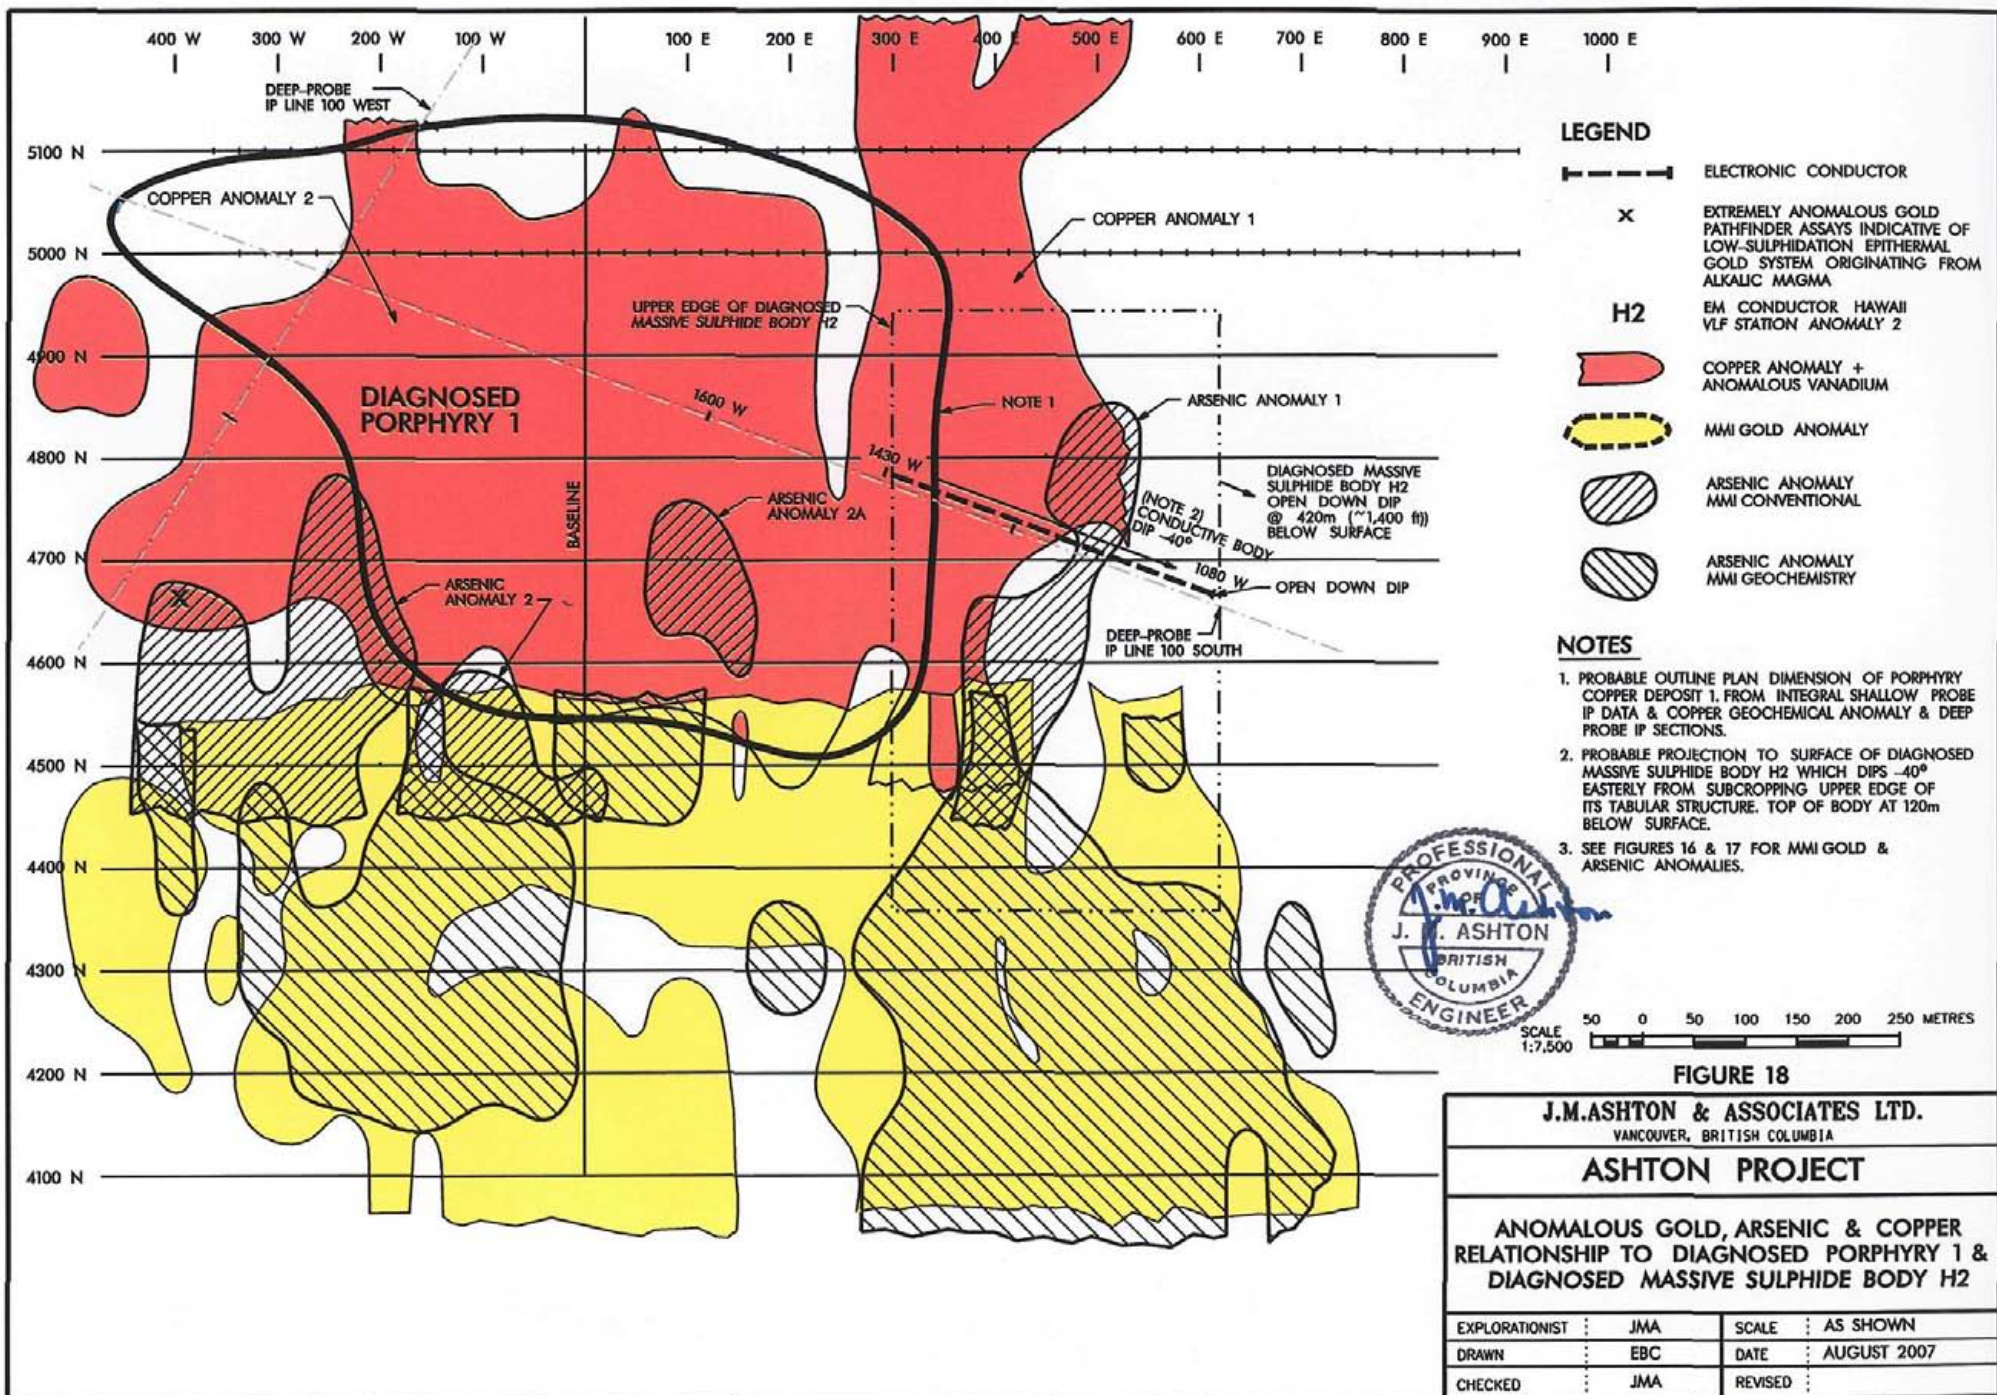 400 W
300 W
200 W
100 W
100 E
200 E
300 E
400 E
500 E
600 E
700 E
800 E
900 E
1000 E
DEEP-PROBE
IP LINE 100 WEST
5100 N
5000 N
4900 N
4800 N
4700 N
4600 N
4500 N
4400 N
4300 N
4200 N
4100 N
COPPER ANOMALY 2
COPPER ANOMALY 1
UPPER EDGE OF DIAGNOSED
MASSIVE SULPHIDE BODY H2
DIAGNOSED
PORPHYRY 1
1600 W
NOTE 1
ARSENIC ANOMALY 1
1430 W
BASELINE
ARSENIC
ANOMALY 2A
(NOTE 2)
CONDUCTIVE BODY
DIP -40°
DIAGNOSED MASSIVE
SULPHIDE BODY H2
OPEN DOWN DIP
@ 420m (~1,400 ft))
BELOW SURFACE
1080 W
OPEN DOWN DIP
ARSENIC
ANOMALY 2
X
DEEP-PROBE
IP LINE 100 SOUTH
LEGEND
ELECTRONIC CONDUCTOR
X
EXTREMELY ANOMALOUS GOLD
PATHFINDER ASSAYS INDICATIVE OF
LOW-SULPHIDATION EPITHERMAL
GOLD SYSTEM ORIGINATING FROM
ALKALIC MAGMA
H2
EM CONDUCTOR HAWAII
VLF STATION ANOMALY 2
COPPER ANOMALY +
ANOMALOUS VANADIUM
MMI GOLD ANOMALY
ARSENIC ANOMALY
MMI CONVENTIONAL
ARSENIC ANOMALY
MMI GEOCHEMISTRY
NOTES
1. PROBABLE OUTLINE PLAN DIMENSION OF PORPHYRY
COPPER DEPOSIT 1. FROM INTEGRAL SHALLOW PROBE
IP DATA & COPPER GEOCHEMICAL ANOMALY & DEEP
PROBE IP SECTIONS.
2. PROBABLE PROJECTION TO SURFACE OF DIAGNOSED
MASSIVE SULPHIDE BODY H2 WHICH DIPS -40°
EASTERLY FROM SUBCROPPING UPPER EDGE OF
ITS TABULAR STRUCTURE. TOP OF BODY AT 120m
BELOW SURFACE.
3. SEE FIGURES 16 & 17 FOR MMI GOLD &
ARSENIC ANOMALIES.
PROFESSIONAL
PROVINCE
OF
J.M. Ashton
J. M. ASHTON
BRITISH
COLUMBIA
ENGINEER
SCALE
1:7,500
50 0 50 100 150 200 250 METRES
FIGURE 18
J.M.ASHTON & ASSOCIATES LTD.
VANCOUVER, BRITISH COLUMBIA
ASHTON PROJECT
ANOMALOUS GOLD, ARSENIC & COPPER
RELATIONSHIP TO DIAGNOSED PORPHYRY 1 &
DIAGNOSED MASSIVE SULPHIDE BODY H2
EXPLORATIONIST : JMA SCALE : AS SHOWN
DRAWN : EBC DATE : AUGUST 2007
CHECKED : JMA REVISED :